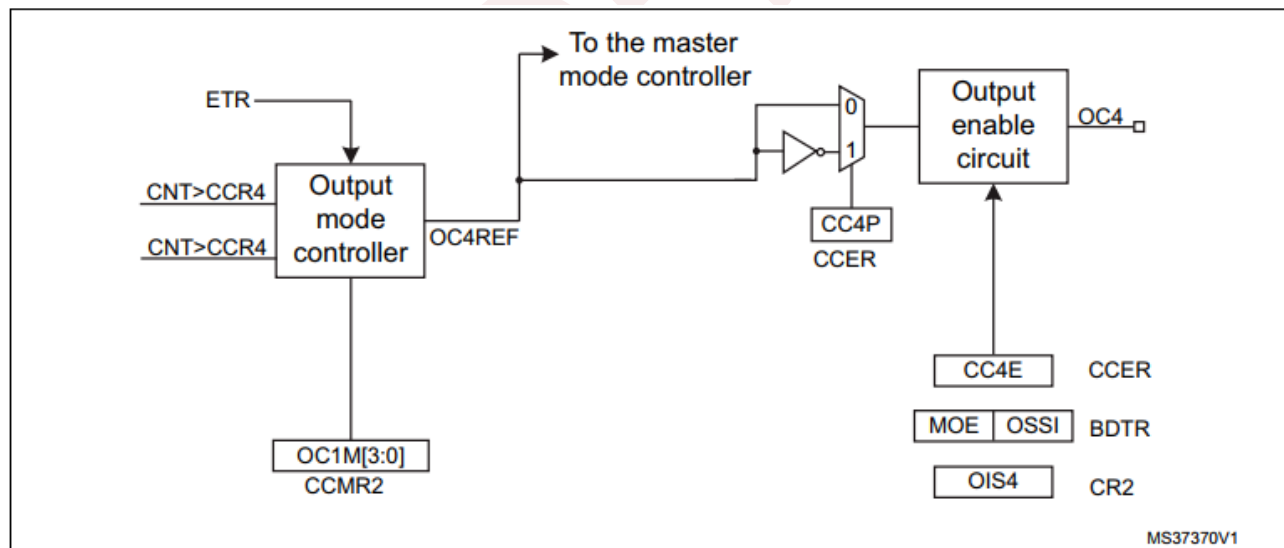 To the master
mode controller
ETR
CNT>CCR4
CNT>CCR4
Output
mode
controller
OC4REF
OC1M[3:0]
CCMR2
0
1
CC4P
CCER
Output
enable
circuit
OC4
CC4E
CCER
MOE
OSSI
BDTR
OIS4
CR2
MS37370V1